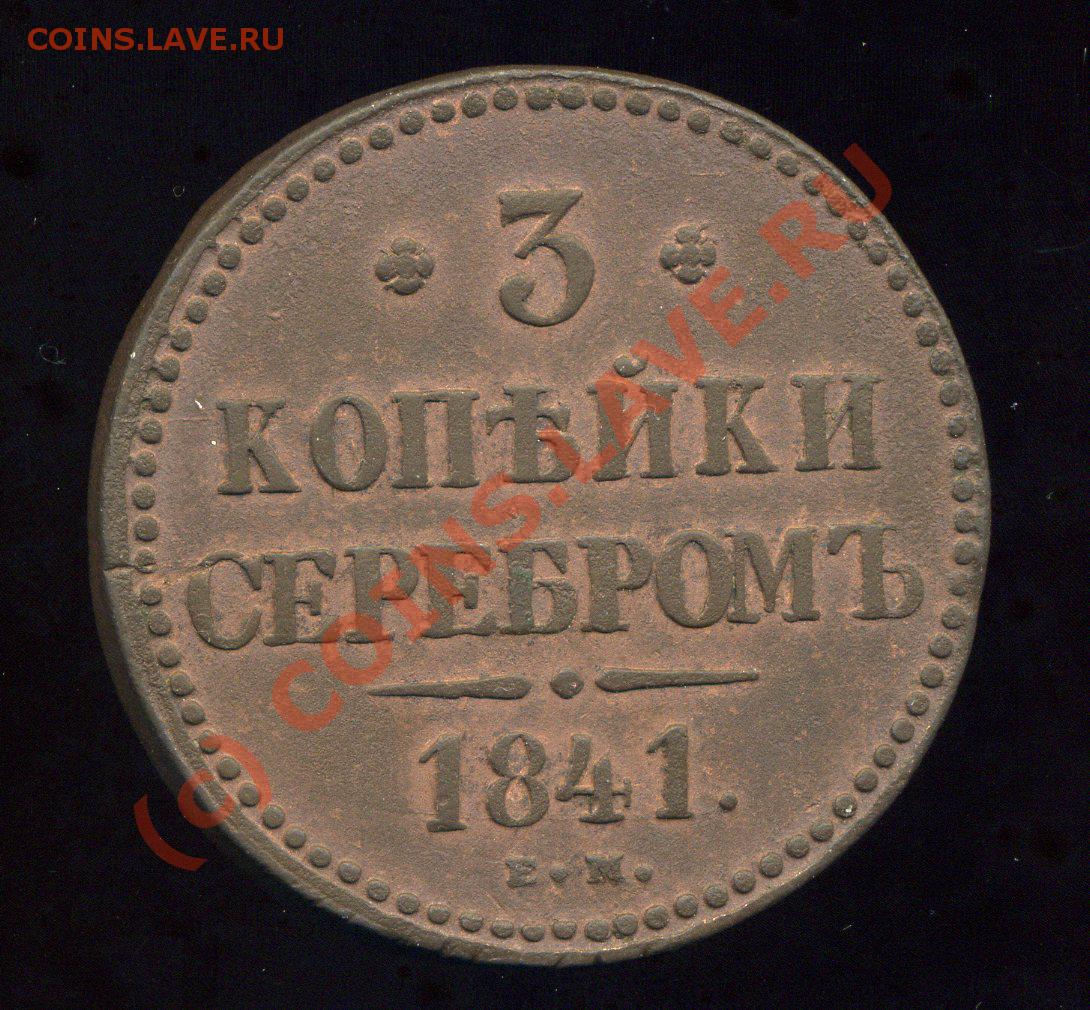 COINS.LAVE.RU
3
КОПѢЙКИ
СЕРЕБРОМЪ
1841.
Е.М.
(c) COINS.LAVE.RU